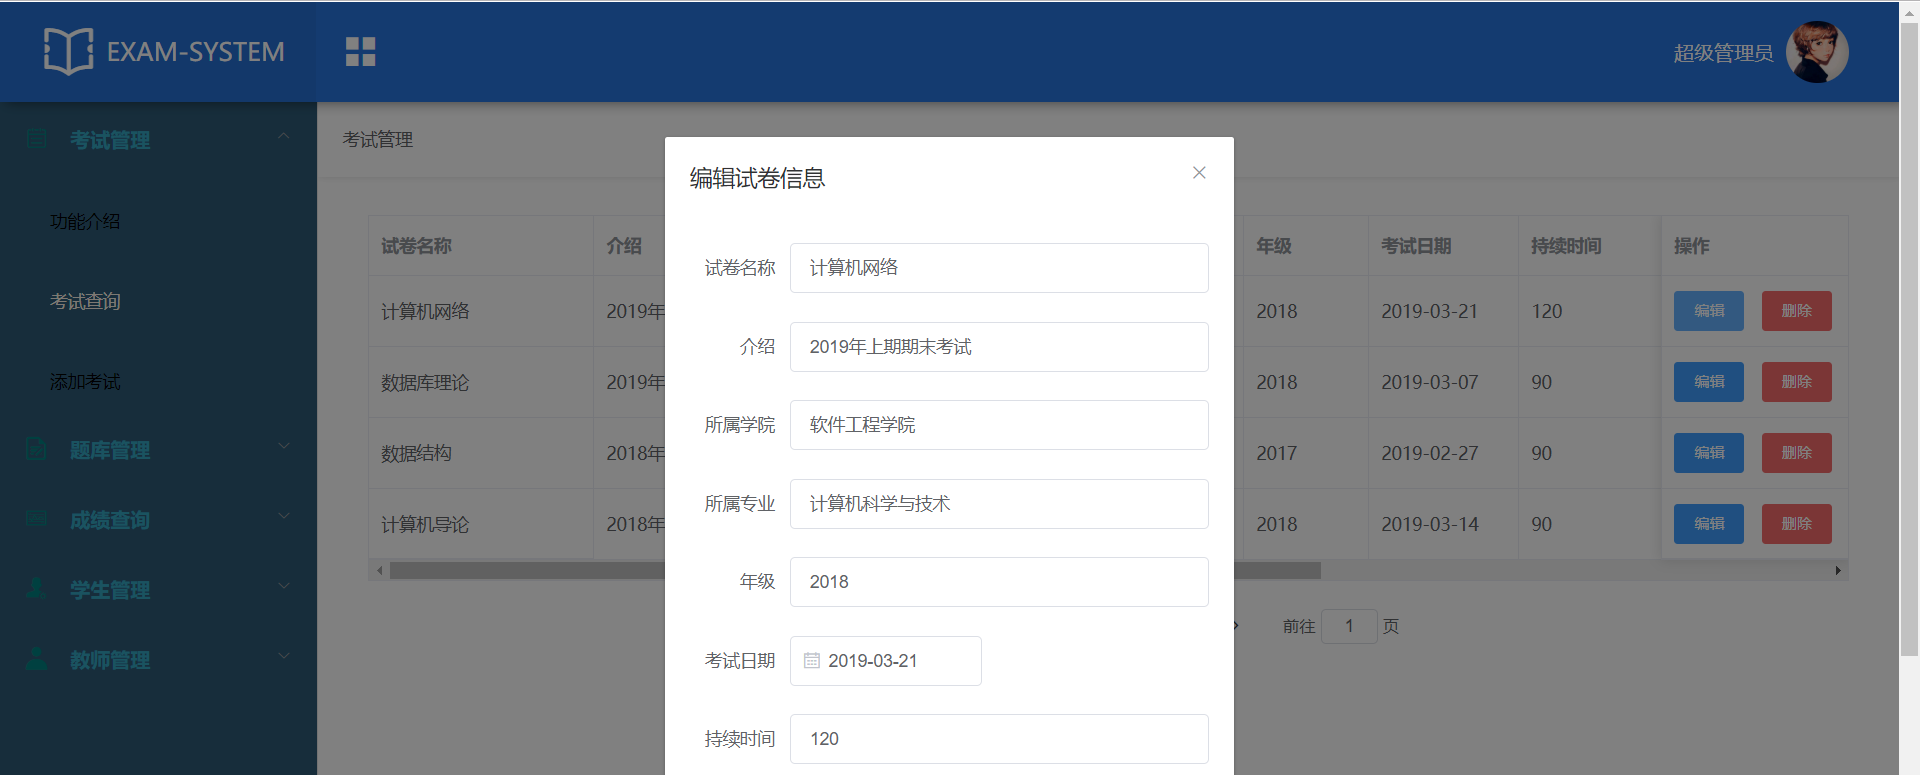 EXAM-SYSTEM
超级管理员
考试管理
功能介绍
考试查询
添加考试
题库管理
成绩查询
学生管理
教师管理
考试管理
试卷名称 介绍 年级 考试日期 持续时间 操作
计算机网络 2019年 2018 2019-03-21 120 编辑 删除
数据库理论 2019年 2018 2019-03-07 90 编辑 删除
数据结构 2018年 2017 2019-02-27 90 编辑 删除
计算机导论 2018年 2018 2019-03-14 90 编辑 删除
前往 1 页
编辑试卷信息
试卷名称 计算机网络
介绍 2019年上期期末考试
所属学院 软件工程学院
所属专业 计算机科学与技术
年级 2018
考试日期 2019-03-21
持续时间 120